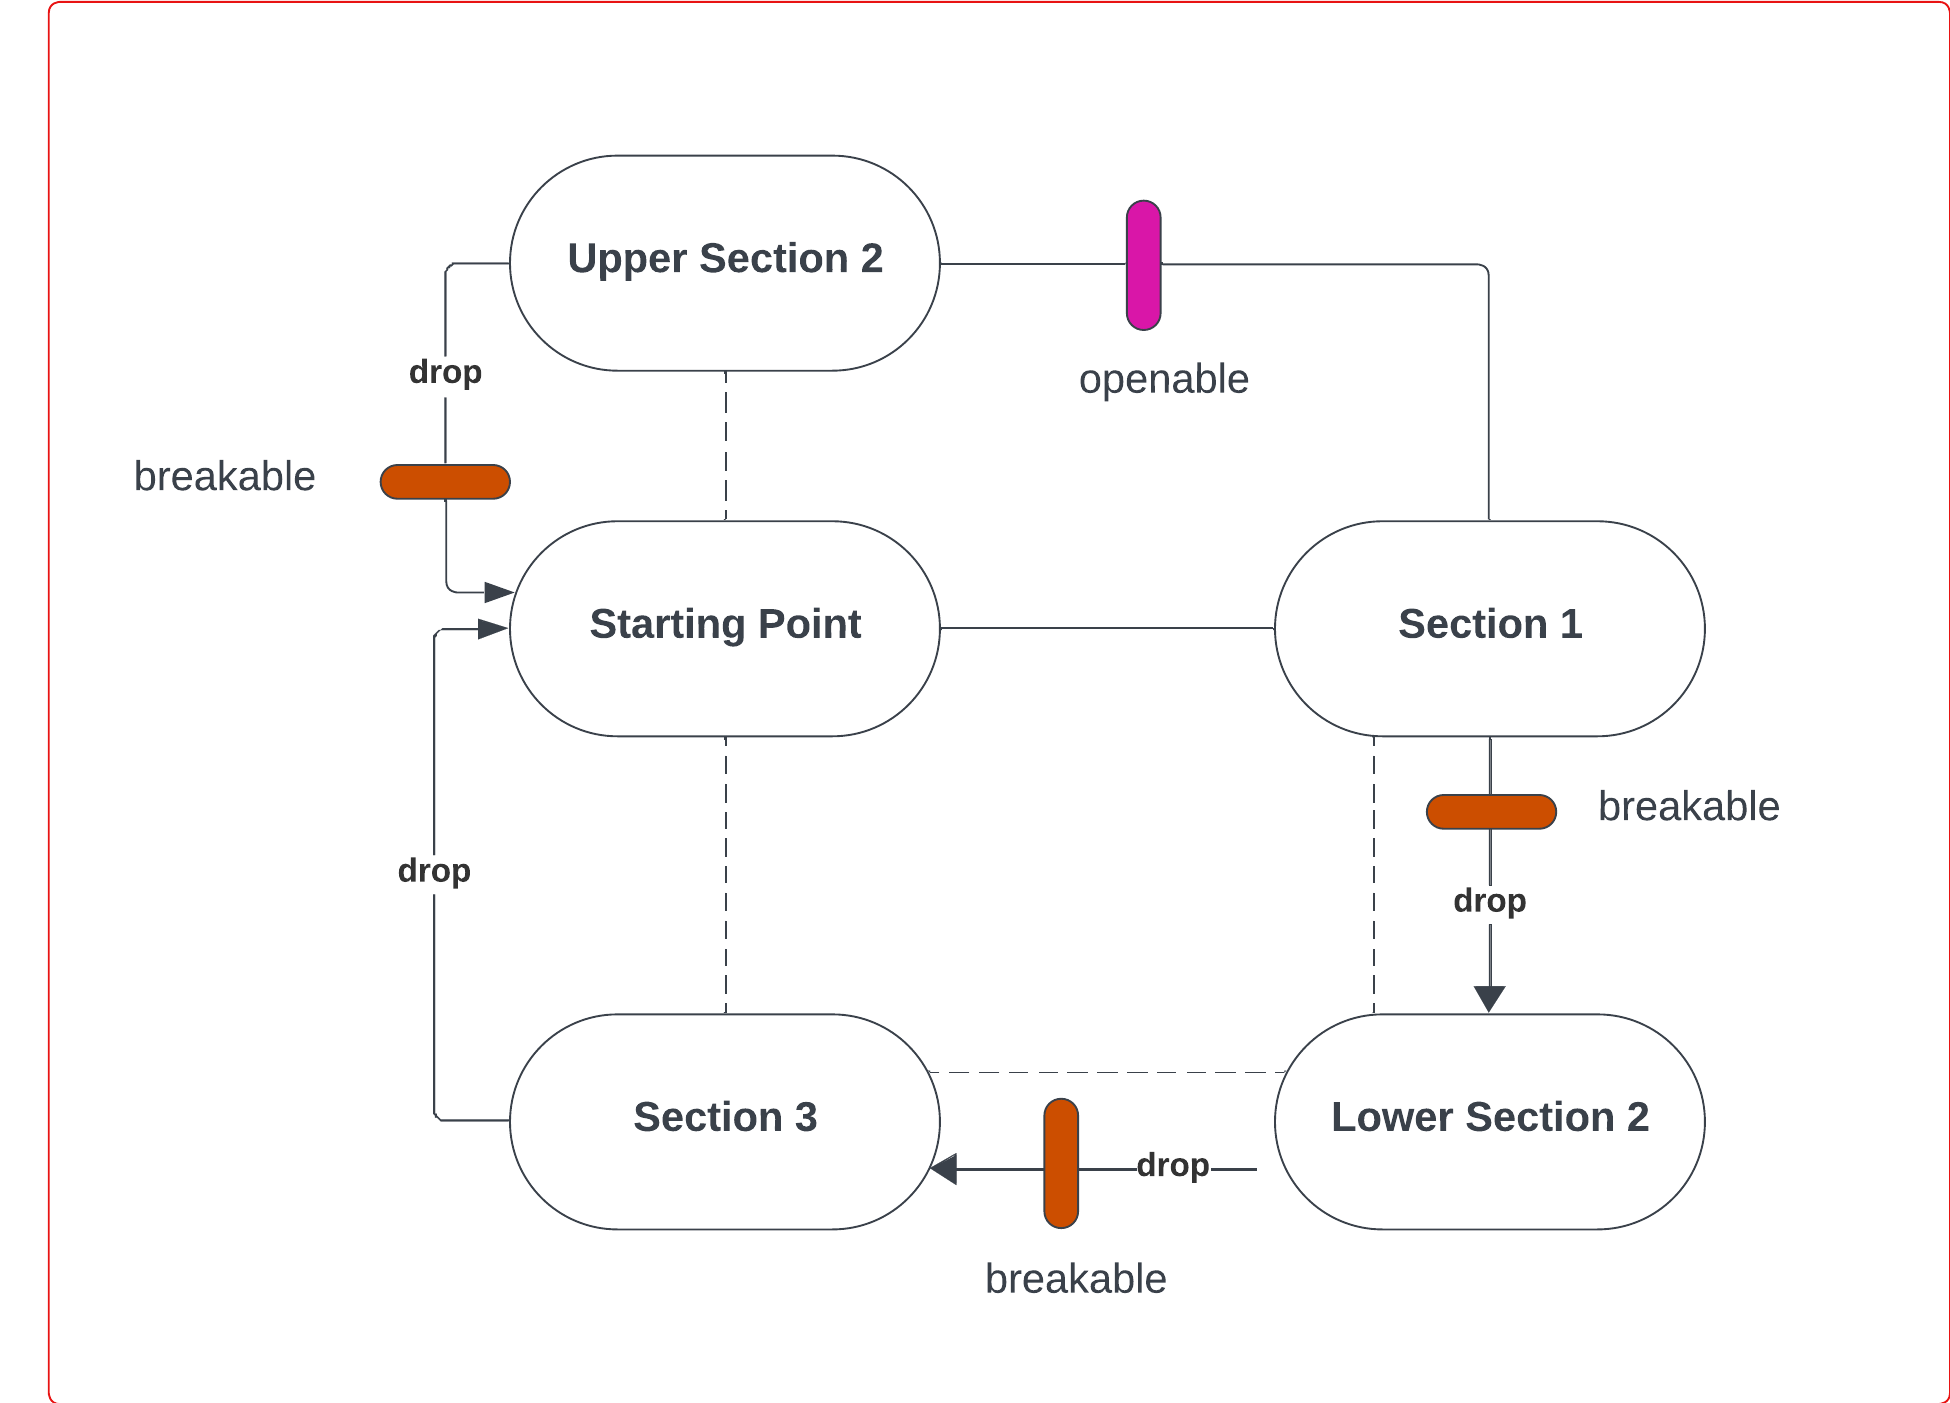 Upper Section 2
openable
drop
breakable
Starting Point
Section 1
breakable
drop
drop
Section 3
Lower Section 2
drop
breakable